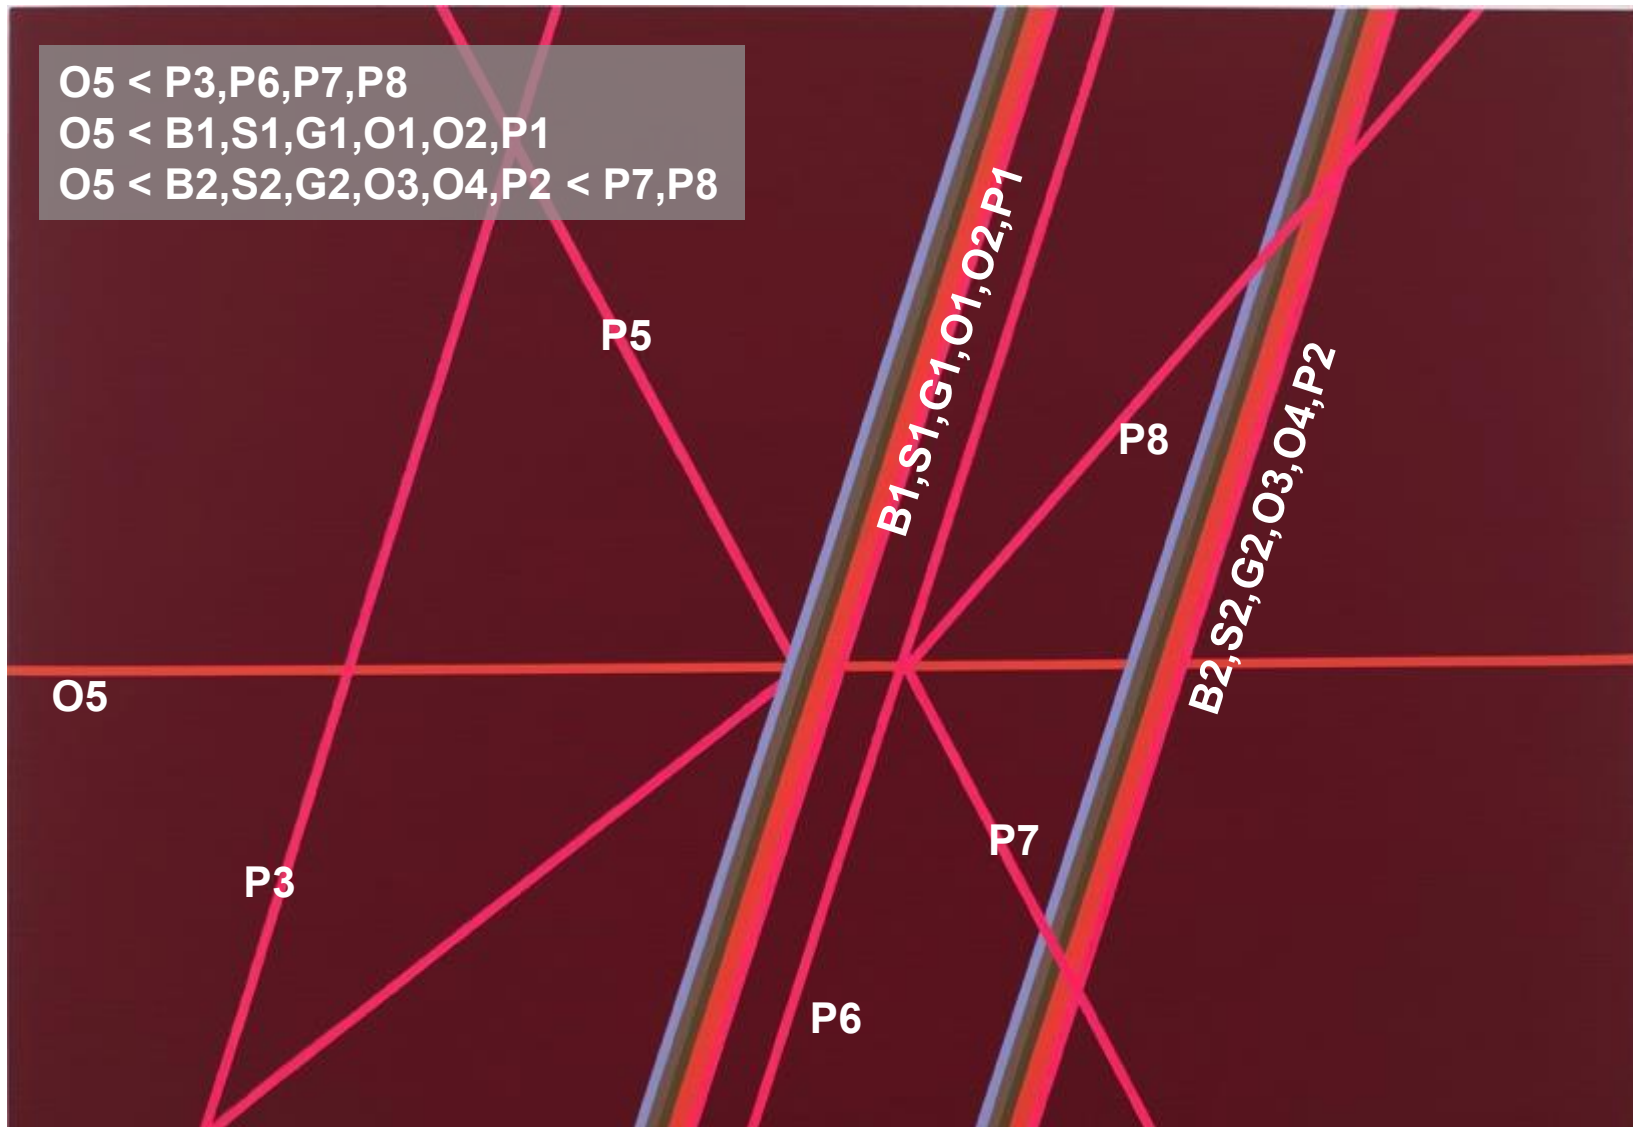 O5 < P3,P6,P7,P8
O5 < B1,S1,G1,O1,O2,P1
O5 < B2,S2,G2,O3,O4,P2 < P7,P8
B1,S1,G1,O1,O2,P1
P5
P8
B2,S2,G2,O3,O4,P2
O5
P7
P3
P6